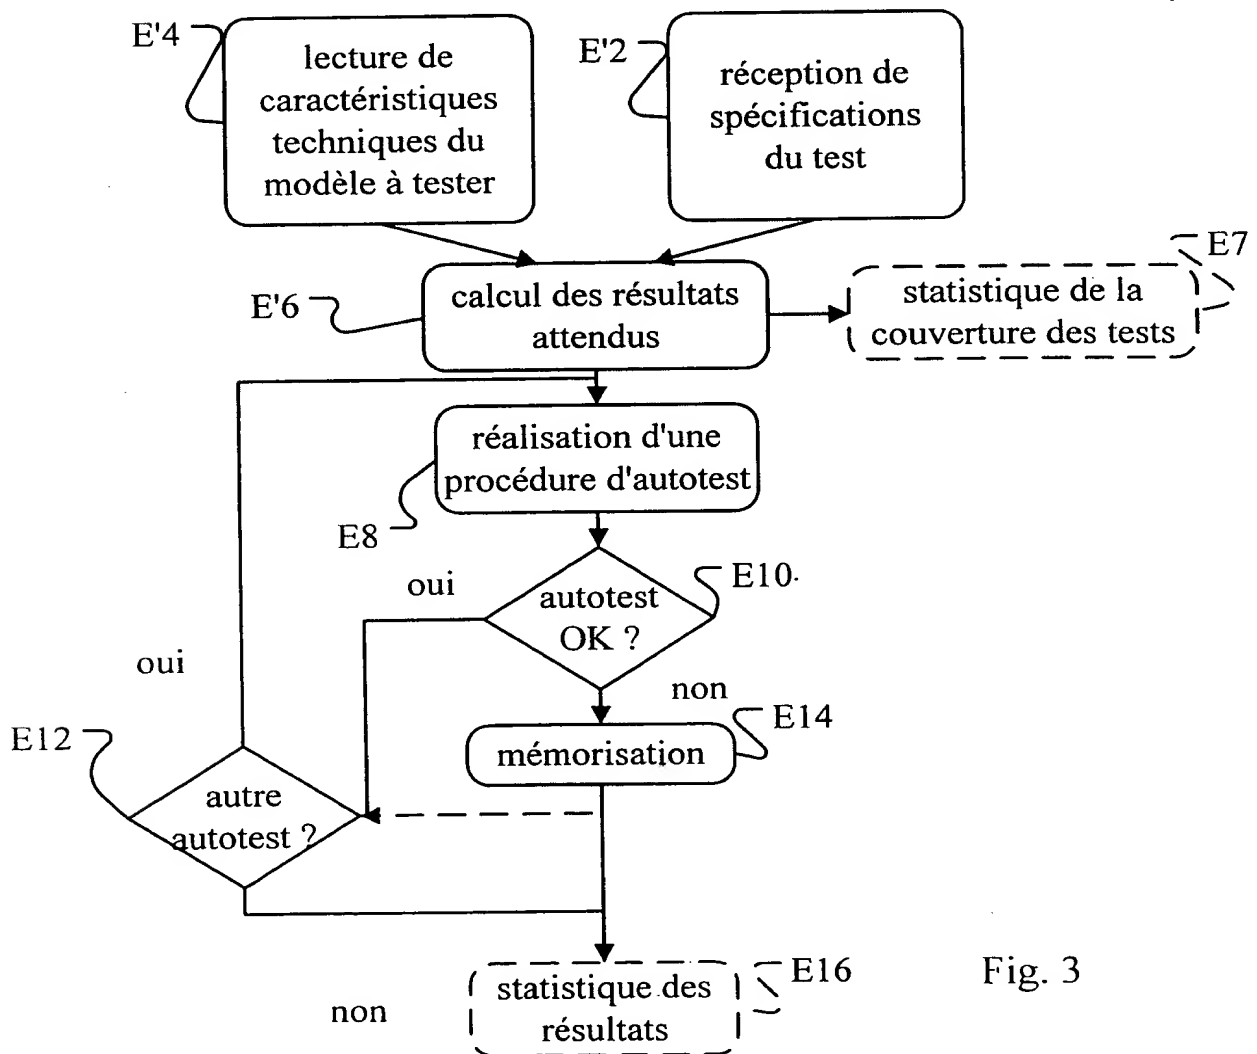 E'4
lecture de
caractéristiques
techniques du
modèle à tester
E'2
réception de
spécifications
du test
E'6
calcul des résultats
attendus
E7
statistique de la
couverture des tests
réalisation d'une
procédure d'autotest
E8
oui
autotest
OK ?
E10
oui
non
E12
autre
autotest ?
mémorisation
E14
non
statistique des
résultats
E16
Fig. 3